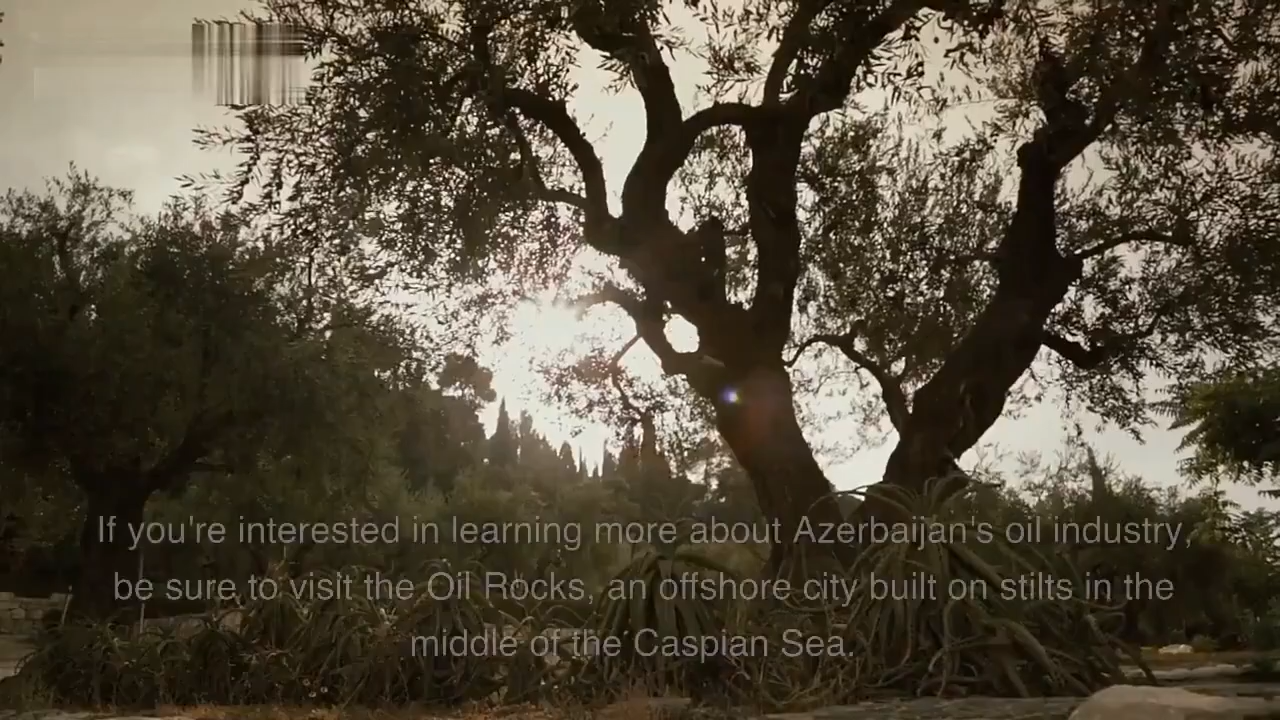 If you're interested in learning more about Azerbaijan's oil industry,
be sure to visit the Oil Rocks, an offshore city built on stilts in the
middle of the Caspian Sea.